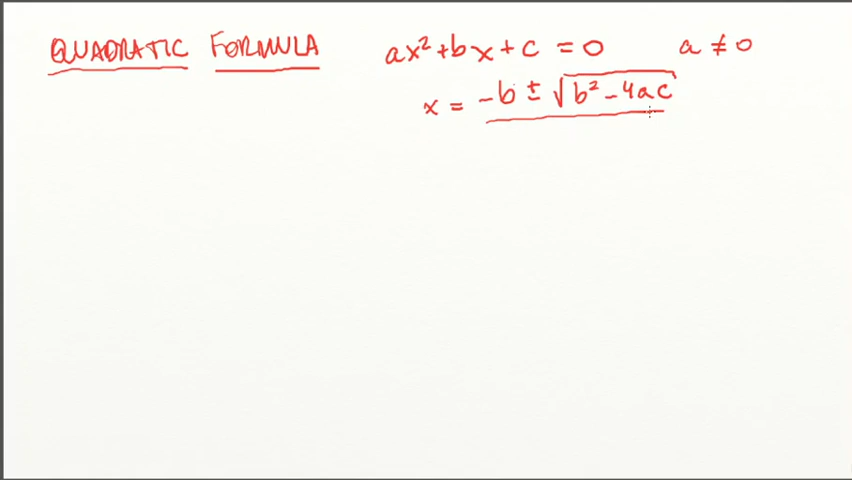 QUADRATIC FORMULA ax² + bx + c = 0 a ≠ 0
x = -b ± √(b² - 4ac)